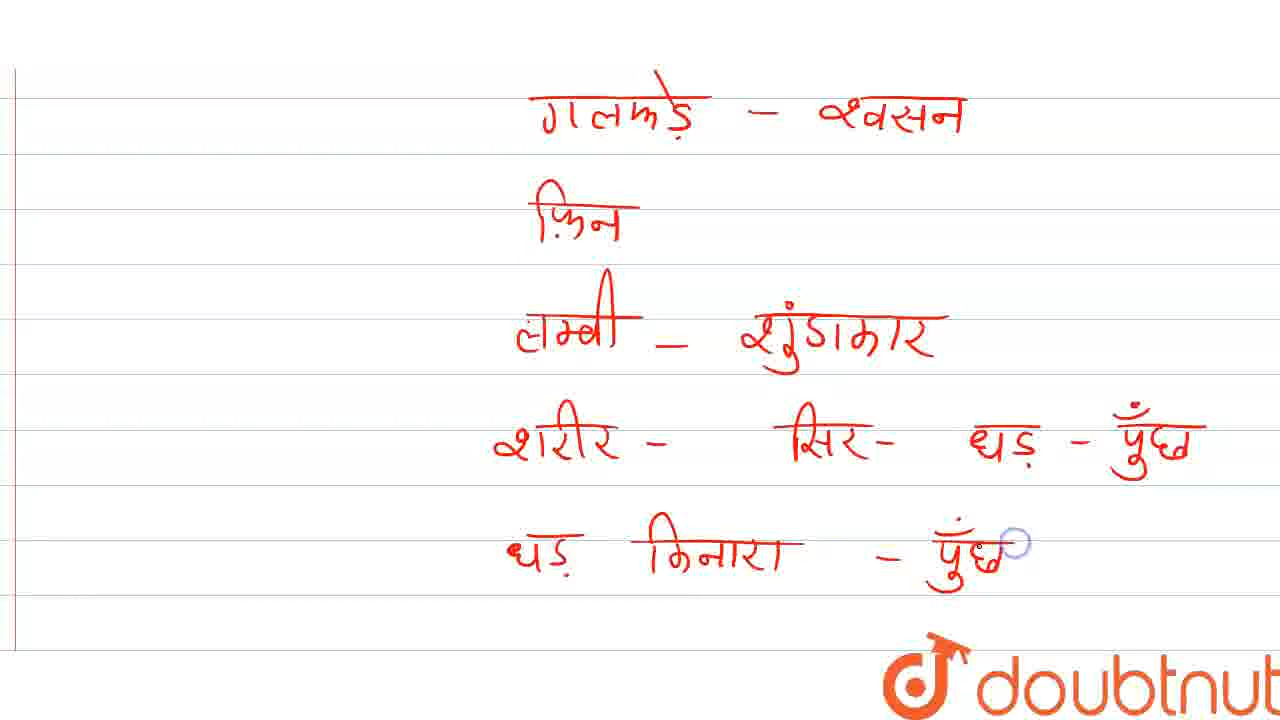 गलफड़े - श्वसन
फ़िन
लम्बी - शुंडाकार
शरीर - सिर - धड़ - पुँछ
धड़ किनारा - पुँछ
doubtnut